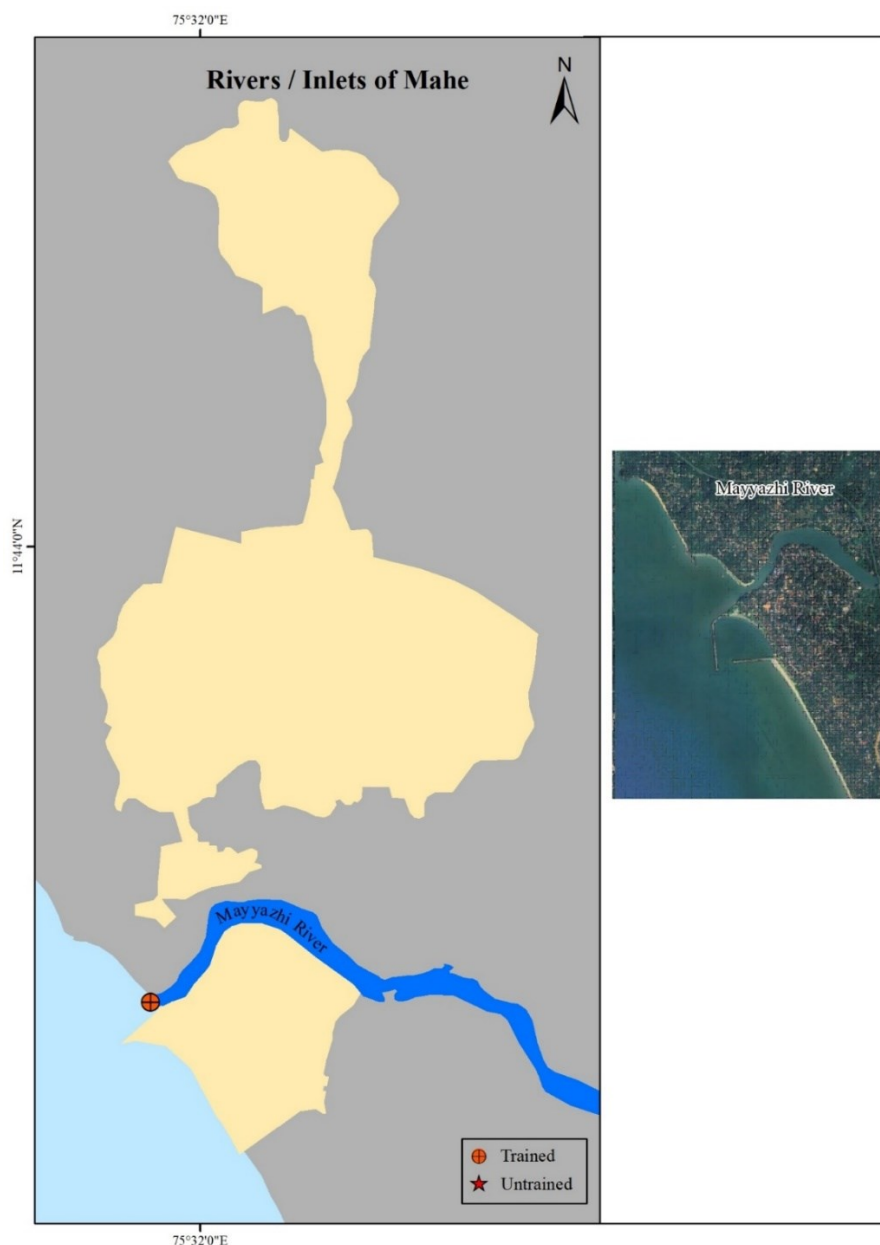 75°32'0"E
Rivers / Inlets of Mahe
N
11°44'0"N
Mayyazhi River
Mayyazhi River
Trained
Untrained
75°32'0"E